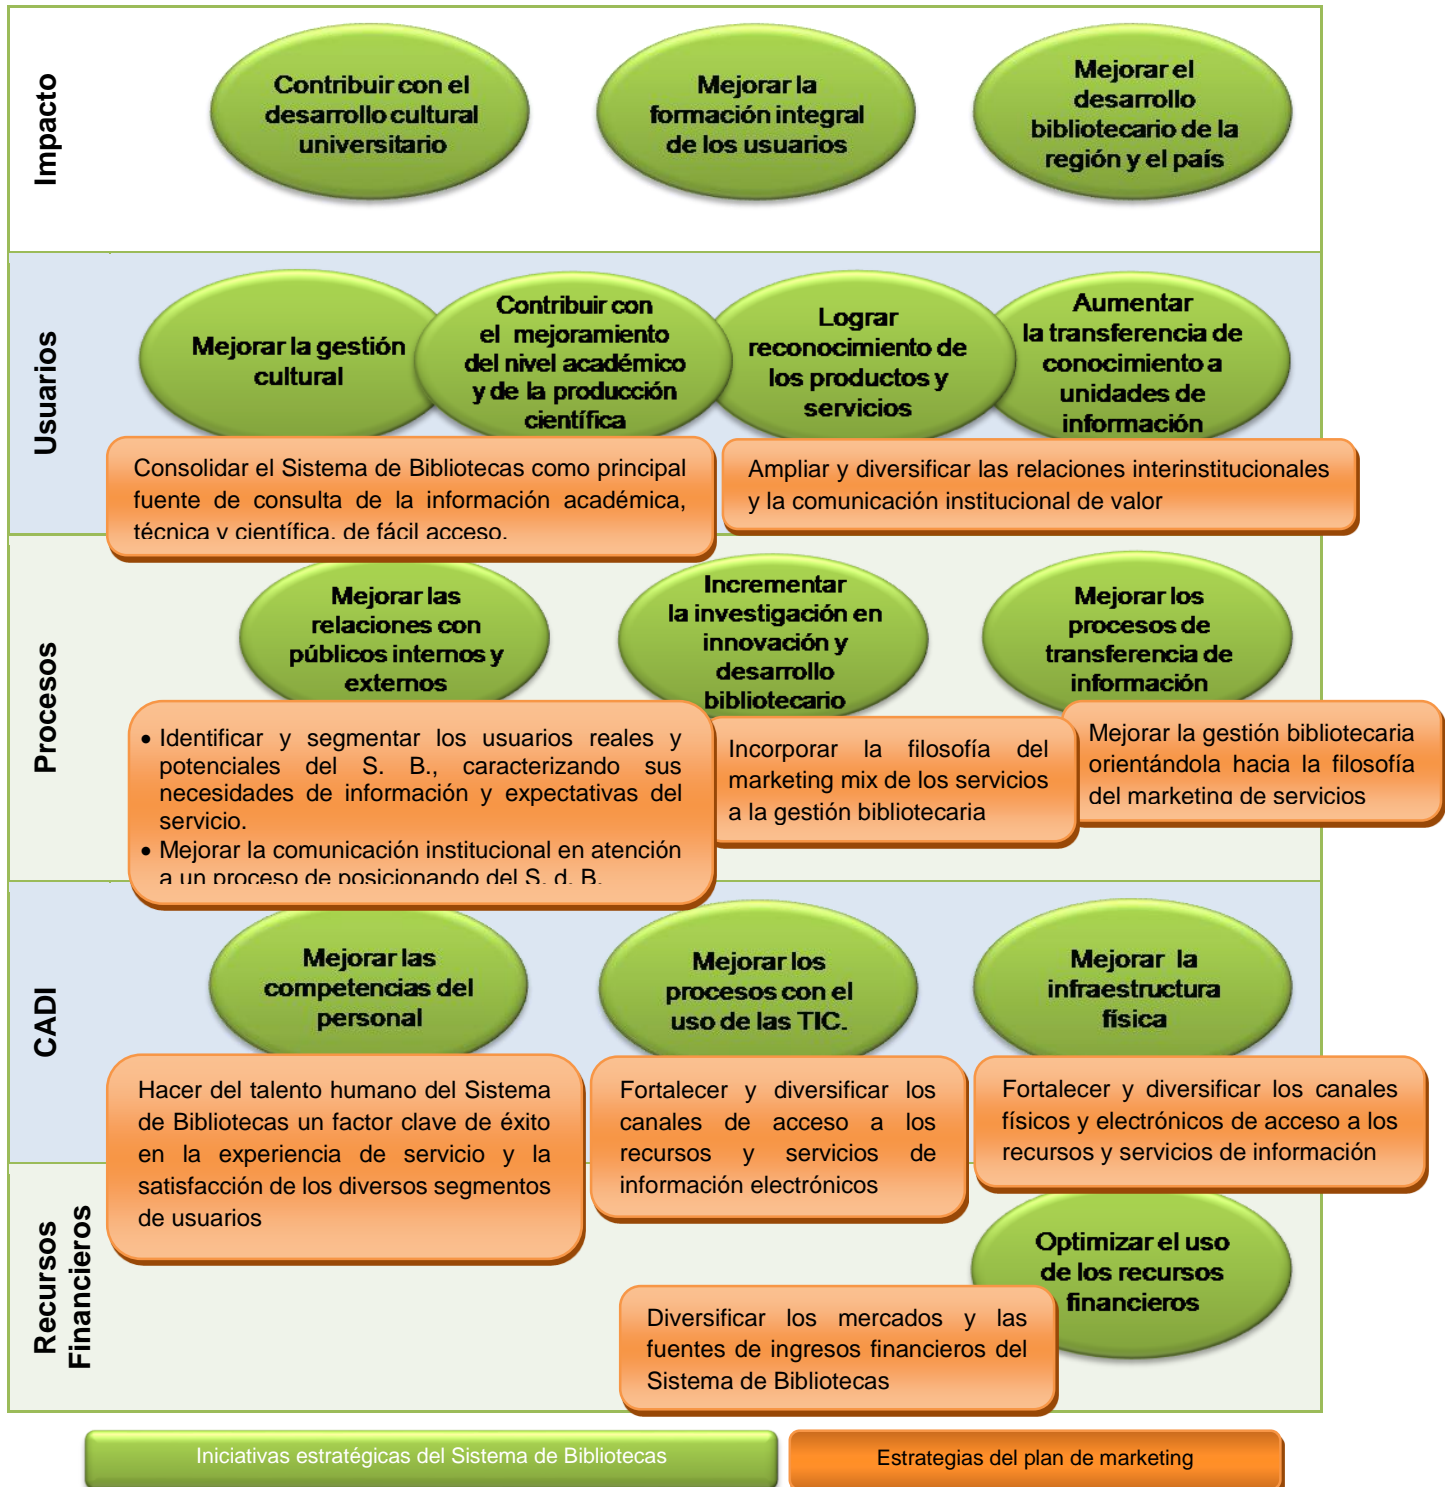 Impacto
Contribuir con el
desarrollo cultural
universitario
Mejorar la
formación integral
de los usuarios
Mejorar el
desarrollo
bibliotecario de la
región y el país
Usuarios
Mejorar la gestión
cultural
Contribuir con
el mejoramiento
del nivel académico
y de la producción
científica
Lograr
reconocimiento de
los productos y
servicios
Aumentar
la transferencia de
conocimiento a
unidades de
información
Consolidar el Sistema de Bibliotecas como principal
fuente de consulta de la información académica,
técnica y científica, de fácil acceso.
Ampliar y diversificar las relaciones interinstitucionales
y la comunicación institucional de valor
Procesos
Mejorar las
relaciones con
públicos internos y
externos
Incrementar
la investigación en
innovación y
desarrollo
bibliotecario
Mejorar los
procesos de
transferencia de
información
• Identificar y segmentar los usuarios reales y
potenciales del S. B., caracterizando sus
necesidades de información y expectativas del
servicio.
• Mejorar la comunicación institucional en atención
a un proceso de posicionando del S. d. B.
Incorporar la filosofía del
marketing mix de los servicios
a la gestión bibliotecaria
Mejorar la gestión bibliotecaria
orientándola hacia la filosofía
del marketing de servicios
CADI
Mejorar las
competencias del
personal
Mejorar los
procesos con el
uso de las TIC.
Mejorar la
infraestructura
física
Hacer del talento humano del Sistema
de Bibliotecas un factor clave de éxito
en la experiencia de servicio y la
satisfacción de los diversos segmentos
de usuarios
Fortalecer y diversificar los
canales de acceso a los
recursos y servicios de
información electrónicos
Fortalecer y diversificar los canales
físicos y electrónicos de acceso a los
recursos y servicios de información
Recursos
Financieros
Optimizar el uso
de los recursos
financieros
Diversificar los mercados y las
fuentes de ingresos financieros del
Sistema de Bibliotecas
Iniciativas estratégicas del Sistema de Bibliotecas
Estrategias del plan de marketing